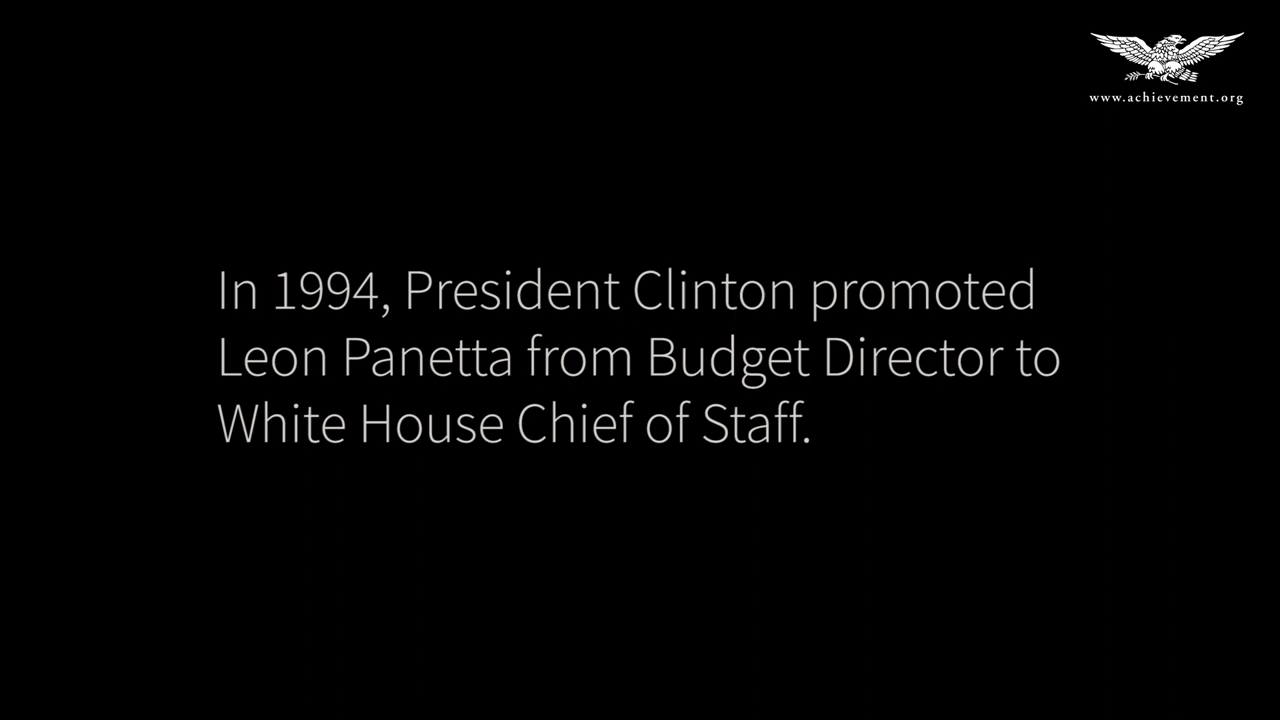 www.achievement.org
In 1994, President Clinton promoted
Leon Panetta from Budget Director to
White House Chief of Staff.